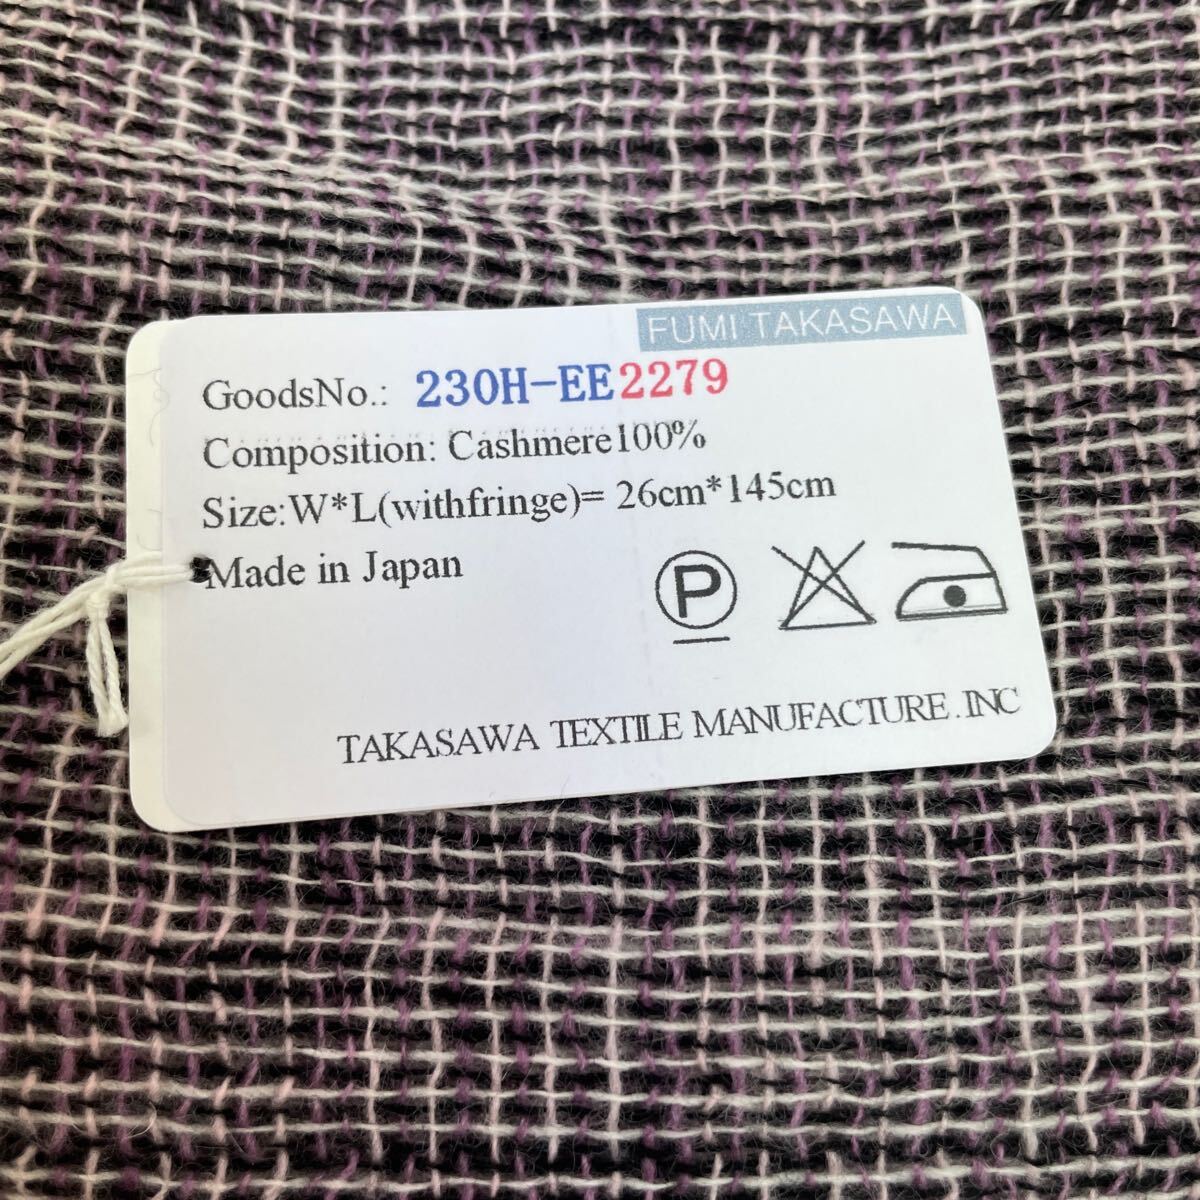 FUMI TAKASAWA
GoodsNo.: 230H-EE2279
Composition: Cashmere100%
Size:W*L(withfringe)= 26cm*145cm
Made in Japan
P
TAKASAWA TEXTILE MANUFACTURE.INC